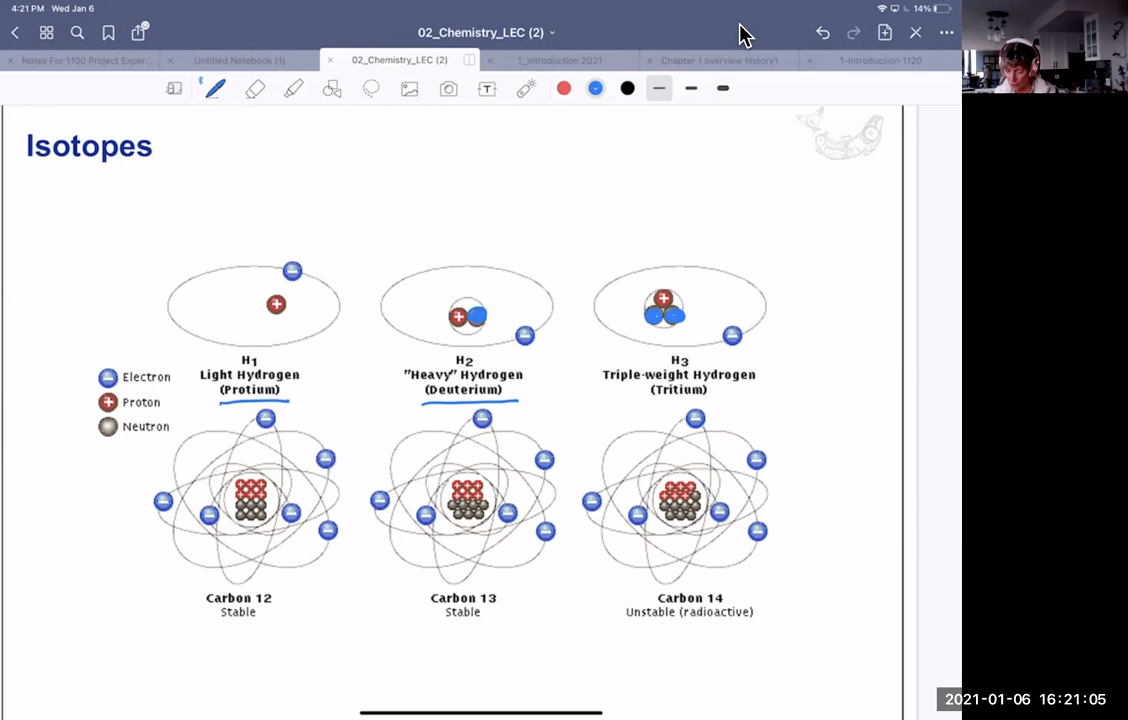 4:21 PM Wed Jan 6
14%
02_Chemistry_LEC (2)
Notes For 1100 Project Exper...
Untitled Notebook (1)
02_Chemistry_LEC (2)
1_Introduction 2021
Chapter 1 overview history1
1-Introduction 1120
T
Isotopes
H1
Light Hydrogen
(Protium)
H2
"Heavy" Hydrogen
(Deuterium)
H3
Triple-weight Hydrogen
(Tritium)
Electron
Proton
Neutron
Carbon 12
Stable
Carbon 13
Stable
Carbon 14
Unstable (radioactive)
2021-01-06 16:21:05